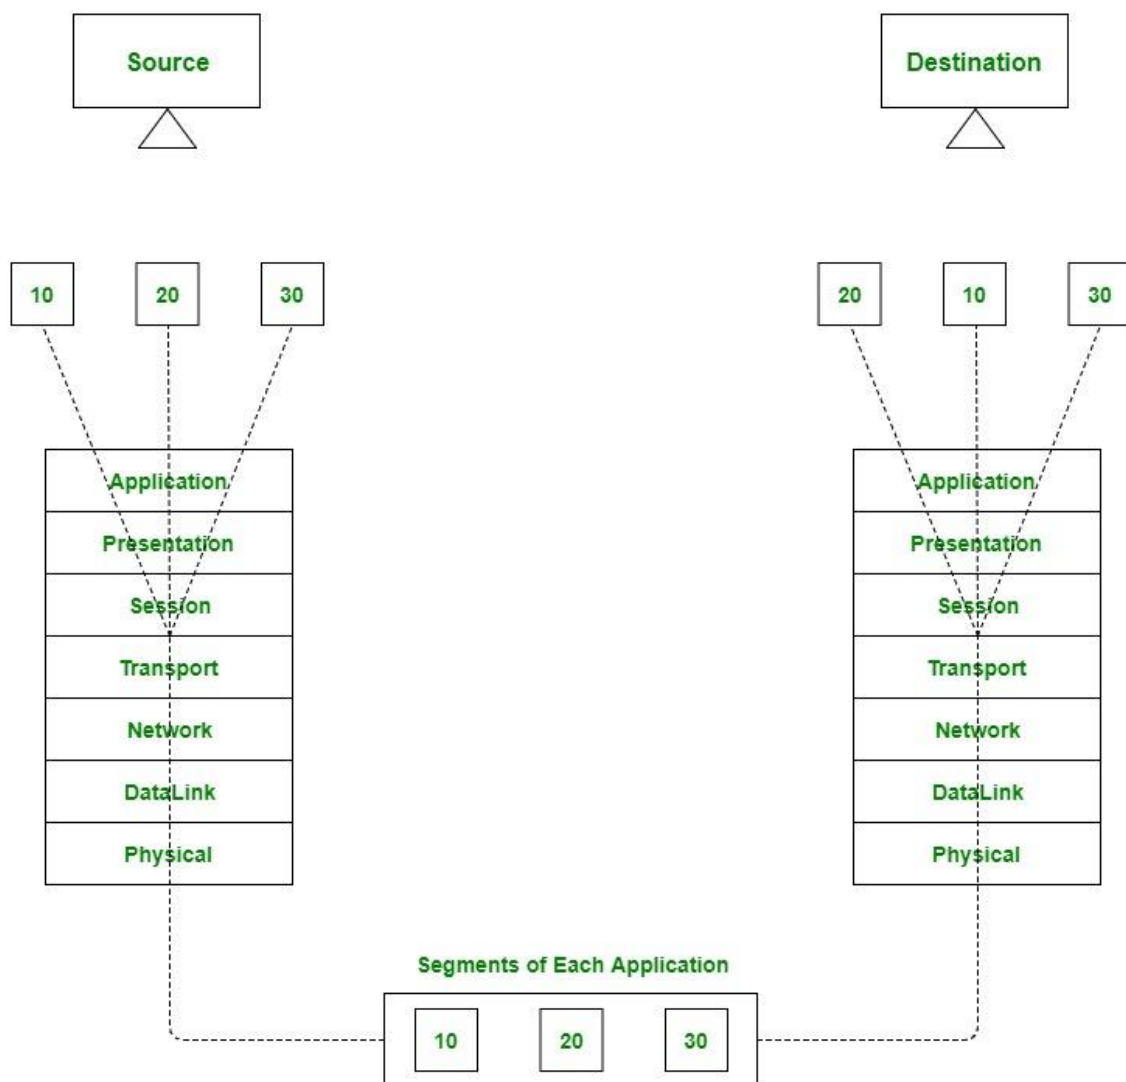 Source
Destination
10
20
30
20
10
30
Application
Presentation
Session
Transport
Network
DataLink
Physical
Application
Presentation
Session
Transport
Network
DataLink
Physical
Segments of Each Application
10
20
30